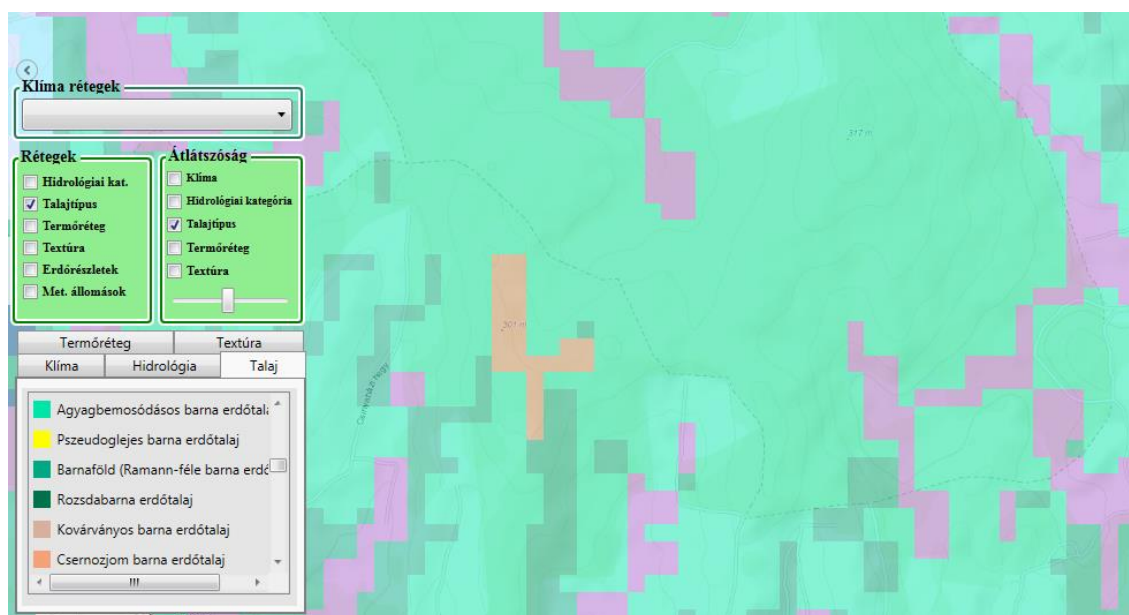 Klíma rétegek
Rétegek
Hidrológiai kat.
Talajtípus
Termőréteg
Textúra
Erdőrészletek
Met. állomások
Átlátszóság
Klíma
Hidrológiai kategória
Talajtípus
Termőréteg
Textúra
Termőréteg Textúra
Klíma Hidrológia Talaj
Agyagbemosódásos barna erdőtala
Pszeudoglejes barna erdőtalaj
Barnaföld (Ramann-féle barna erdő
Rozsdabarna erdőtalaj
Kovárványos barna erdőtalaj
Csernozjom barna erdőtalaj
317 m
301 m